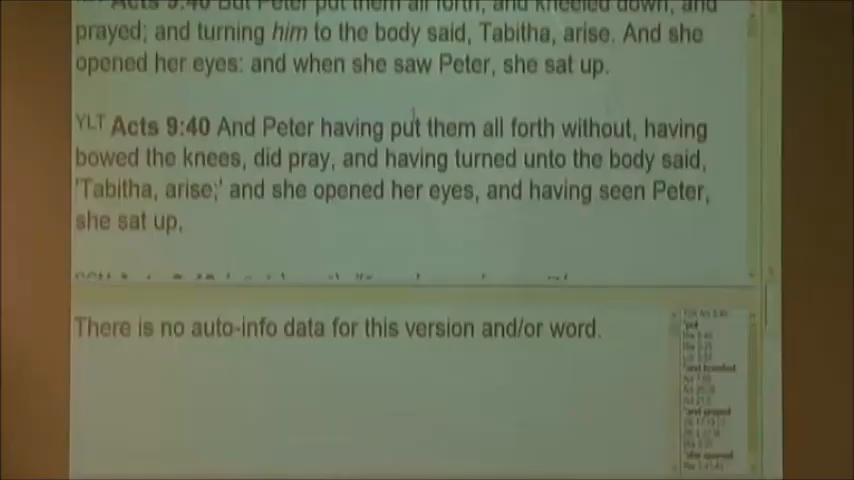 Acts 9:40 But Peter put them all forth, and kneeled down, and
prayed; and turning him to the body said, Tabitha, arise. And she
opened her eyes: and when she saw Peter, she sat up.
YLT Acts 9:40 And Peter having put them all forth without, having
bowed the knees, did pray, and having turned unto the body said,
'Tabitha, arise;' and she opened her eyes, and having seen Peter,
she sat up,
There is no auto-info data for this version and/or word.